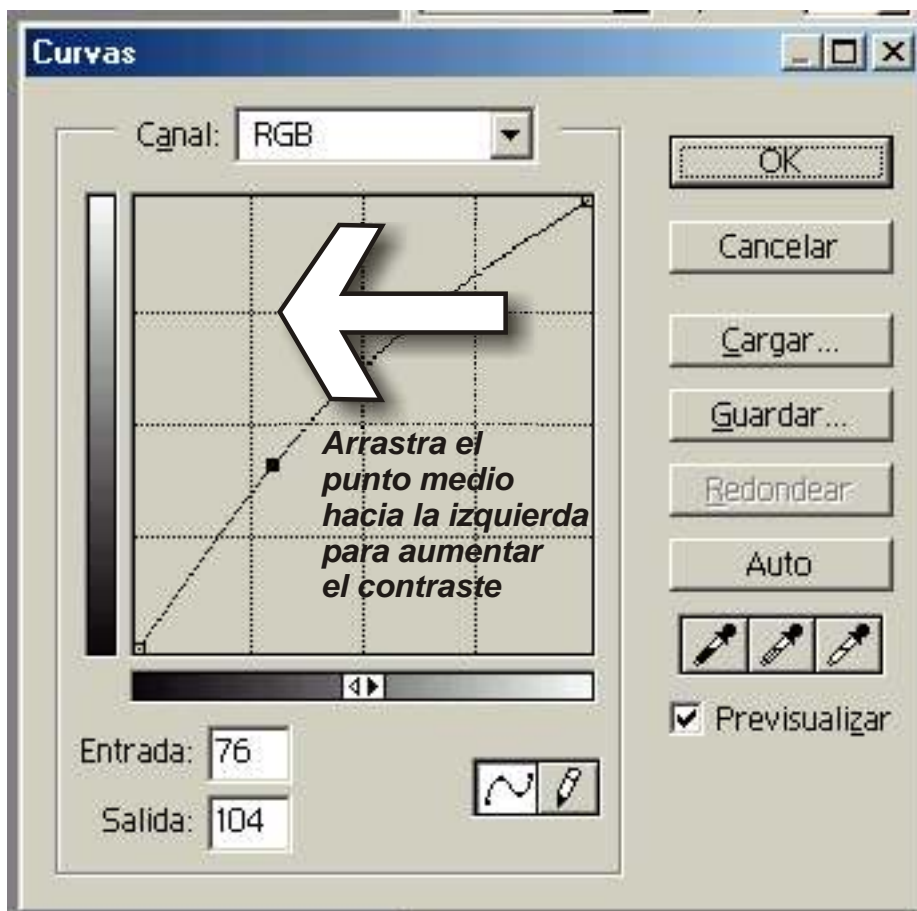 Curvas
Canal: RGB
OK
Cancelar
Cargar...
Guardar...
Redondear
Auto
Arrastra el
punto medio
hacia la izquierda
para aumentar
el contraste
Previsualizar
Entrada: 76
Salida: 104